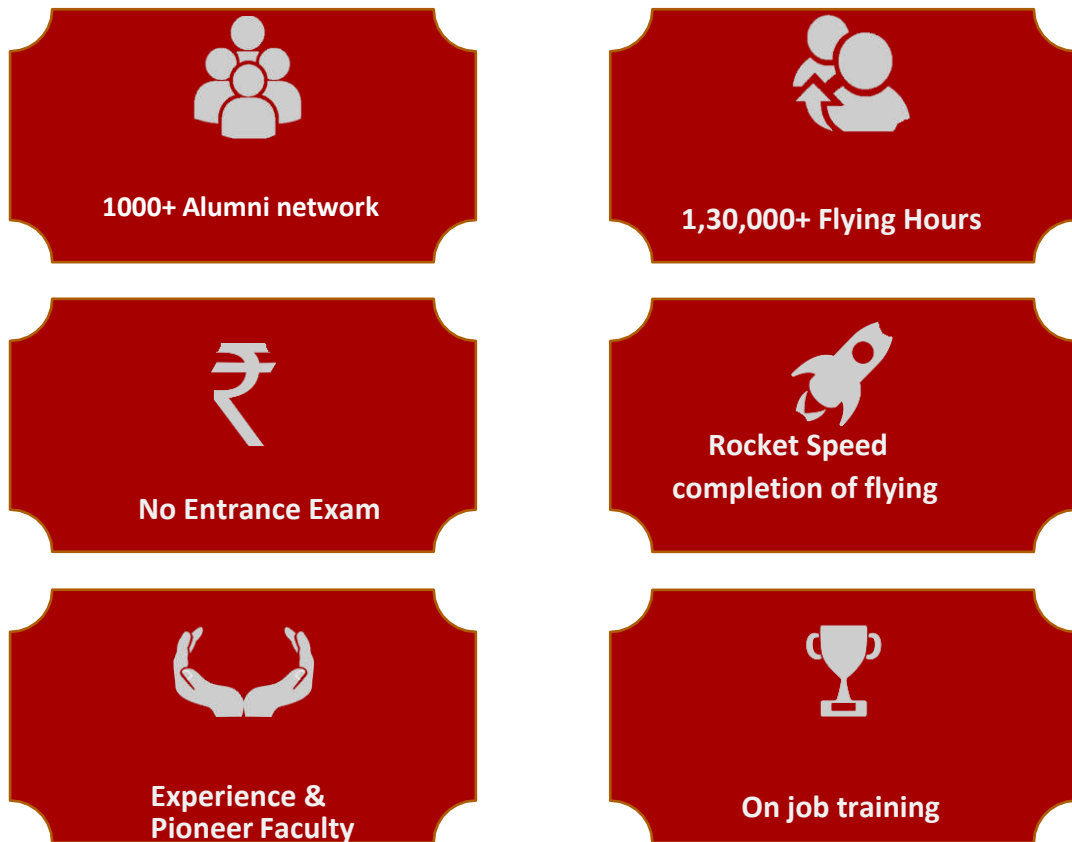 1000+ Alumni network
1,30,000+ Flying Hours
₹
No Entrance Exam
Rocket Speed
completion of flying
Experience &
Pioneer Faculty
On job training